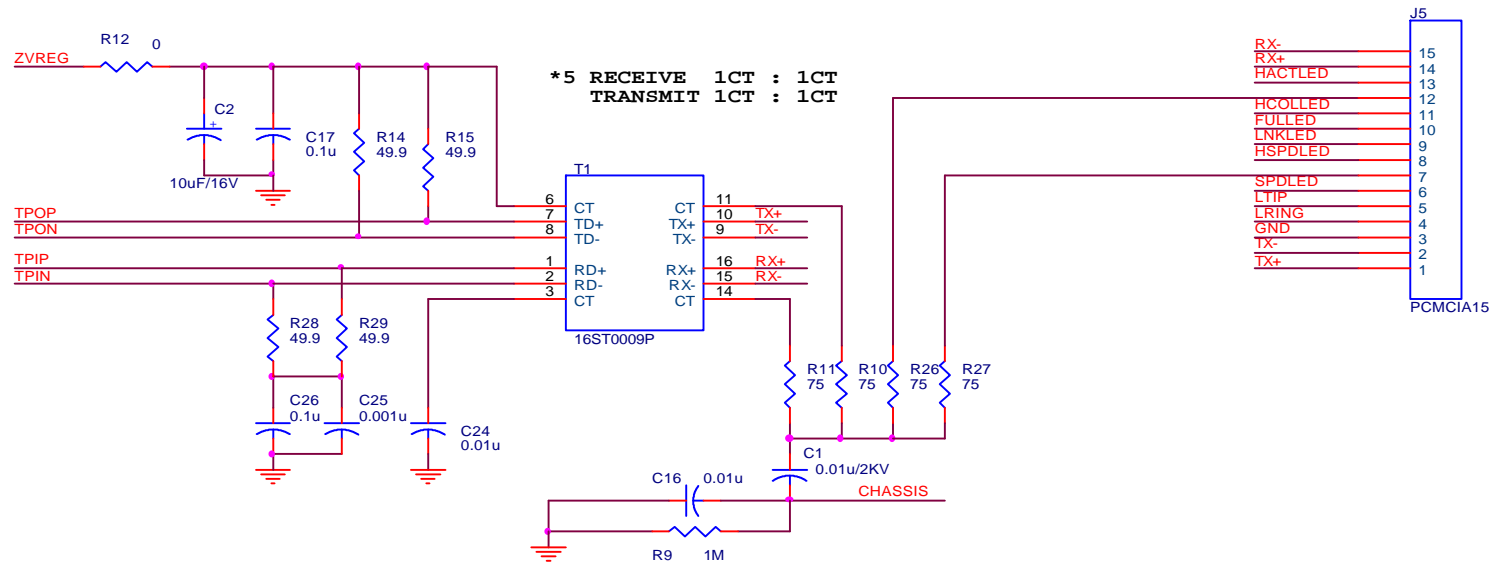 J5
R12 0
ZVREG
*5 RECEIVE 1CT : 1CT
TRANSMIT 1CT : 1CT
RX- 15
RX+ 14
HACTLED 13
12
HCOLLED 11
FULLED 10
LNKLED 9
HSPDLED 8
7
SPDLED 6
LTIP 5
LRING 4
GND 3
TX- 2
TX+ 1
PCMCIA15
C2
+
10uF/16V
C17
0.1u
R14
49.9
R15
49.9
T1
6 CT CT 11
TPOP 7 TD+ TX+ 10 TX+
TPON 8 TD- TX- 9 TX-
TPIP 1 RD+ RX+ 16 RX+
TPIN 2 RD- RX- 15 RX-
3 CT CT 14
16ST0009P
R28
49.9
R29
49.9
R11
75
R10
75
R26
75
R27
75
C26
0.1u
C25
0.001u
C24
0.01u
C1
0.01u/2KV
C16 0.01u
CHASSIS
R9 1M